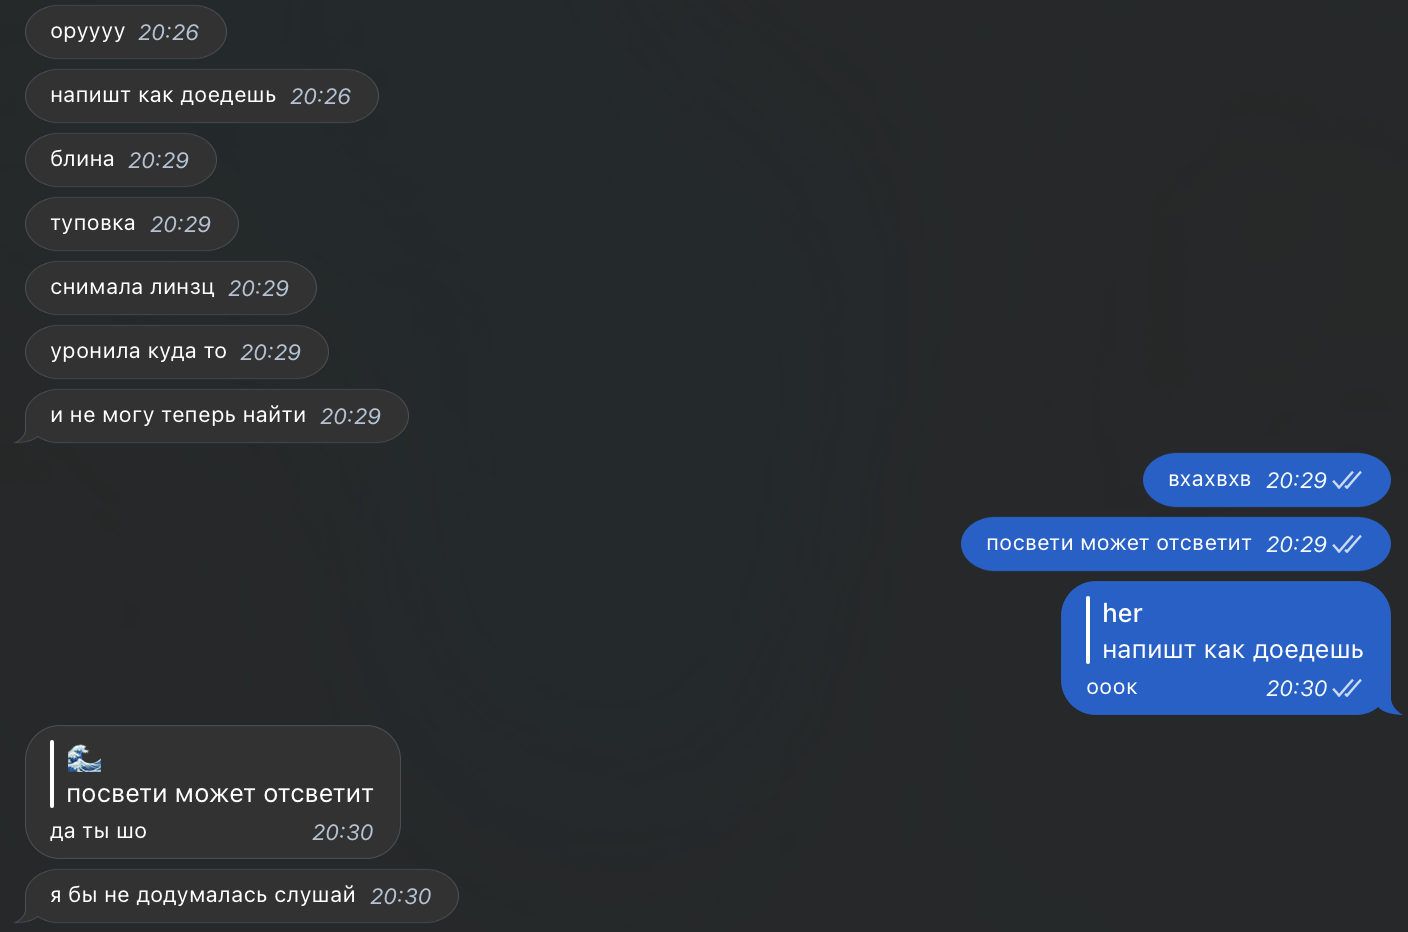 оруууу 20:26
напишт как доедешь 20:26
блина 20:29
туповка 20:29
снимала линзц 20:29
уронила куда то 20:29
и не могу теперь найти 20:29
вхахвхв 20:29
посвети может отсветит 20:29
her
напишт как доедешь
ооок 20:30
🌊
посвети может отсветит
да ты шо 20:30
я бы не додумалась слушай 20:30